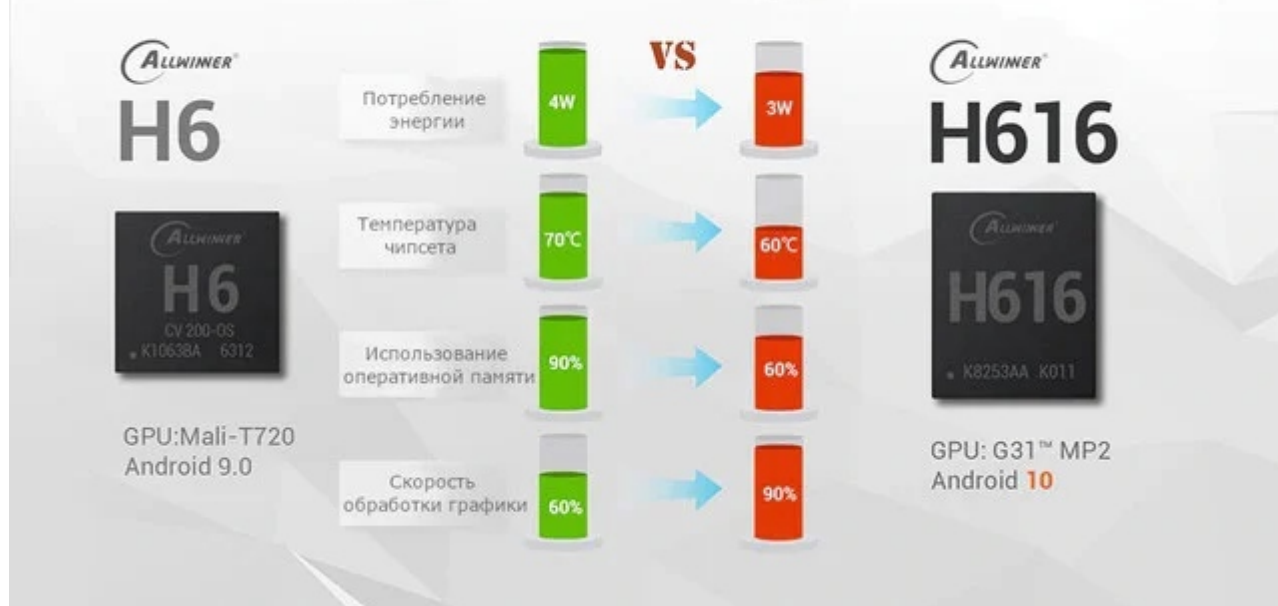 ALLWINNER®
H6
ALLWINNER
H6
CV 200-OS
K10638A 6312
GPU:Mali-T720
Android 9.0
VS
Потребление
энергии
4W
3W
Температура
чипсета
70°C
60°C
Использование
оперативной памяти
90%
60%
Скорость
обработки графики
60%
90%
ALLWINNER®
H616
ALLWINNER
H616
K8253AA K011
GPU: G31™ MP2
Android 10